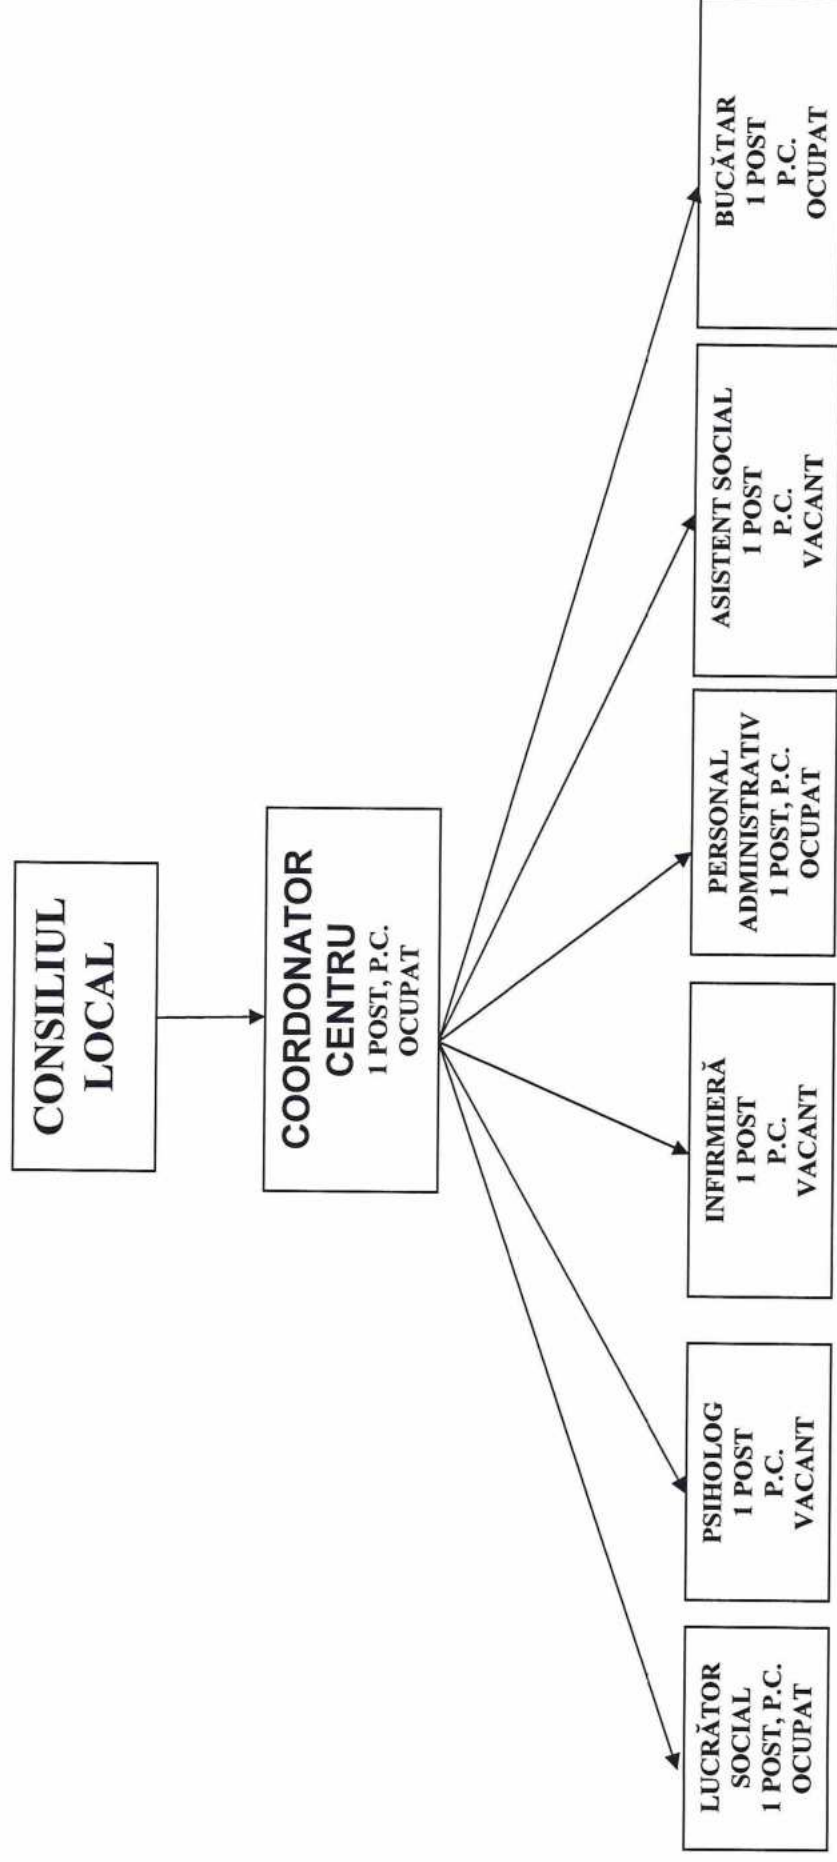 CONSILIUL
LOCAL
COORDONATOR
CENTRU
1 POST, P.C.
OCUPAT
LUCRĂTOR
SOCIAL
1 POST, P.C.
OCUPAT
PSIHOLOG
1 POST
P.C.
VACANT
INFIRMIERĂ
1 POST
P.C.
VACANT
PERSONAL
ADMINISTRATIV
1 POST, P.C.
OCUPAT
ASISTENT SOCIAL
1 POST
P.C.
VACANT
BUCĂTAR
1 POST
P.C.
OCUPAT